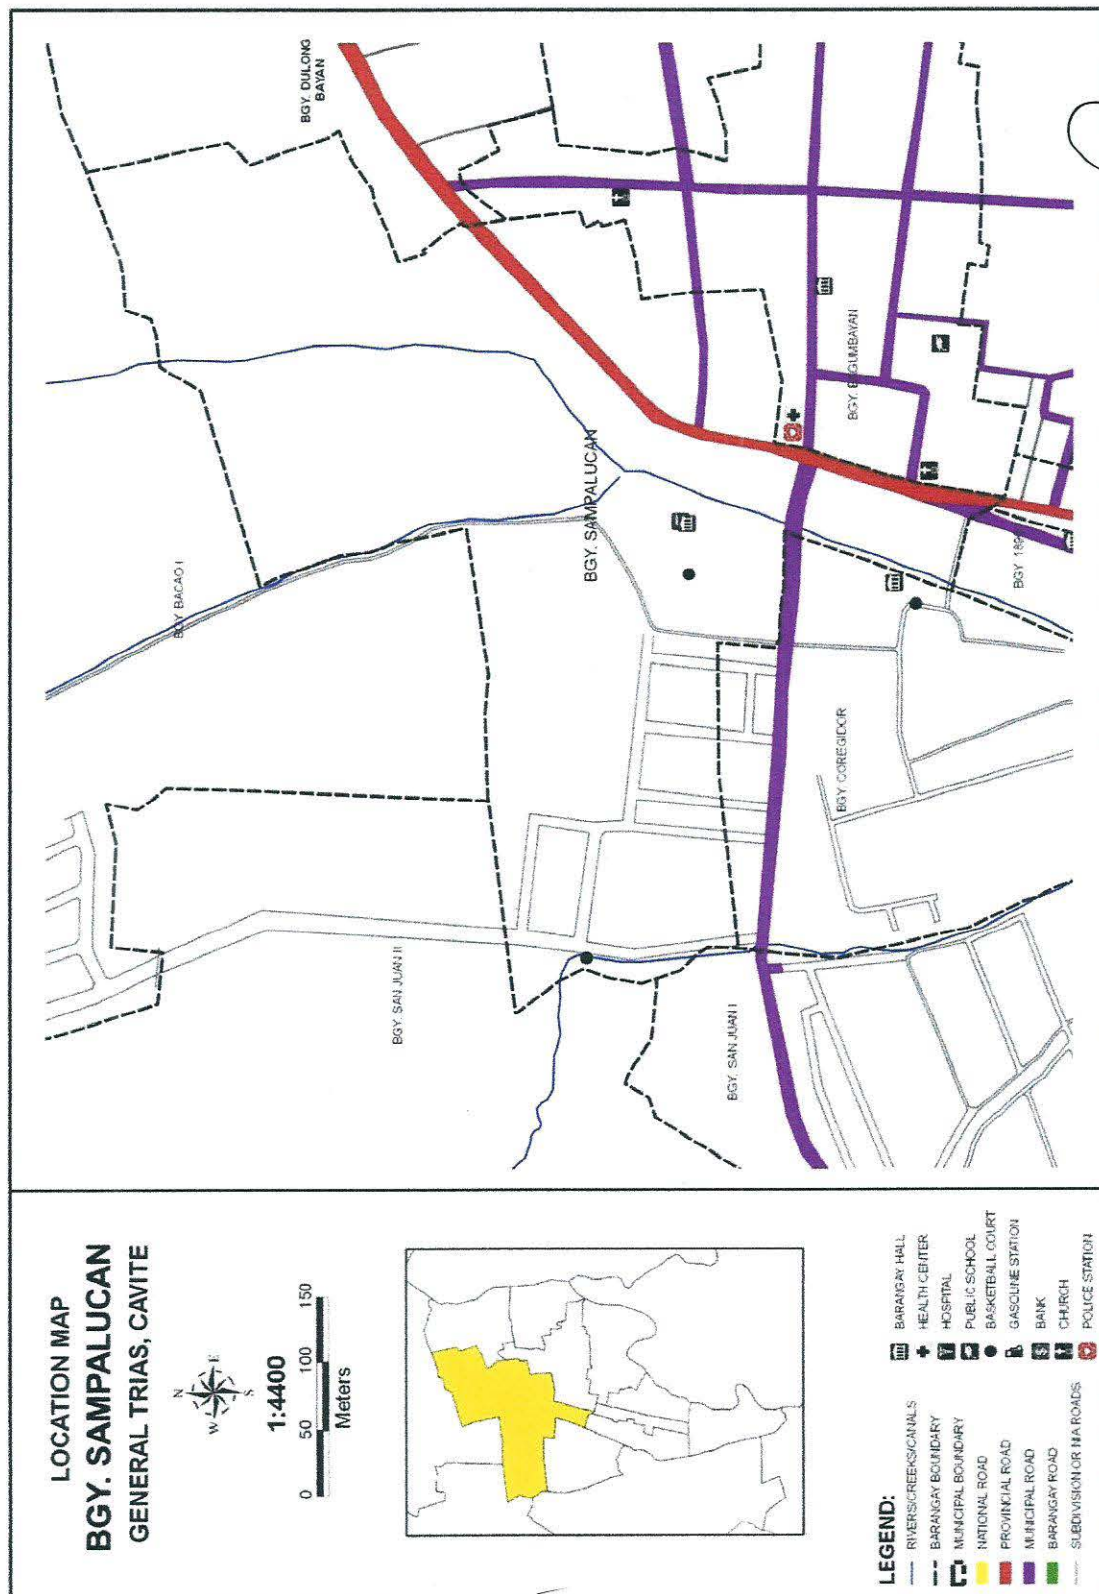 LOCATION MAP
BGY. SAMPALUCAN
GENERAL TRIAS, CAVITE
N
W
E
S
1:4400
0 50 100 150
Meters
LEGEND:
RIVERS/CREEKS/CANALS
BARANGAY BOUNDARY
MUNICIPAL BOUNDARY
NATIONAL ROAD
PROVINCIAL ROAD
MUNICIPAL ROAD
BARANGAY ROAD
SUBDIVISION OR NIA ROADS
BARANGAY HALL
HEALTH CENTER
HOSPITAL
PUBLIC SCHOOL
BASKETBALL COURT
GASOLINE STATION
BANK
CHURCH
POLICE STATION
BGY. DULONG
BAYAN
BGY. BACAO I
BGY. SAMPALUCAN
BGY. SAN JUAN II
BGY. SAN JUAN I
BGY. COREGIDOR
BGY.
BGY.